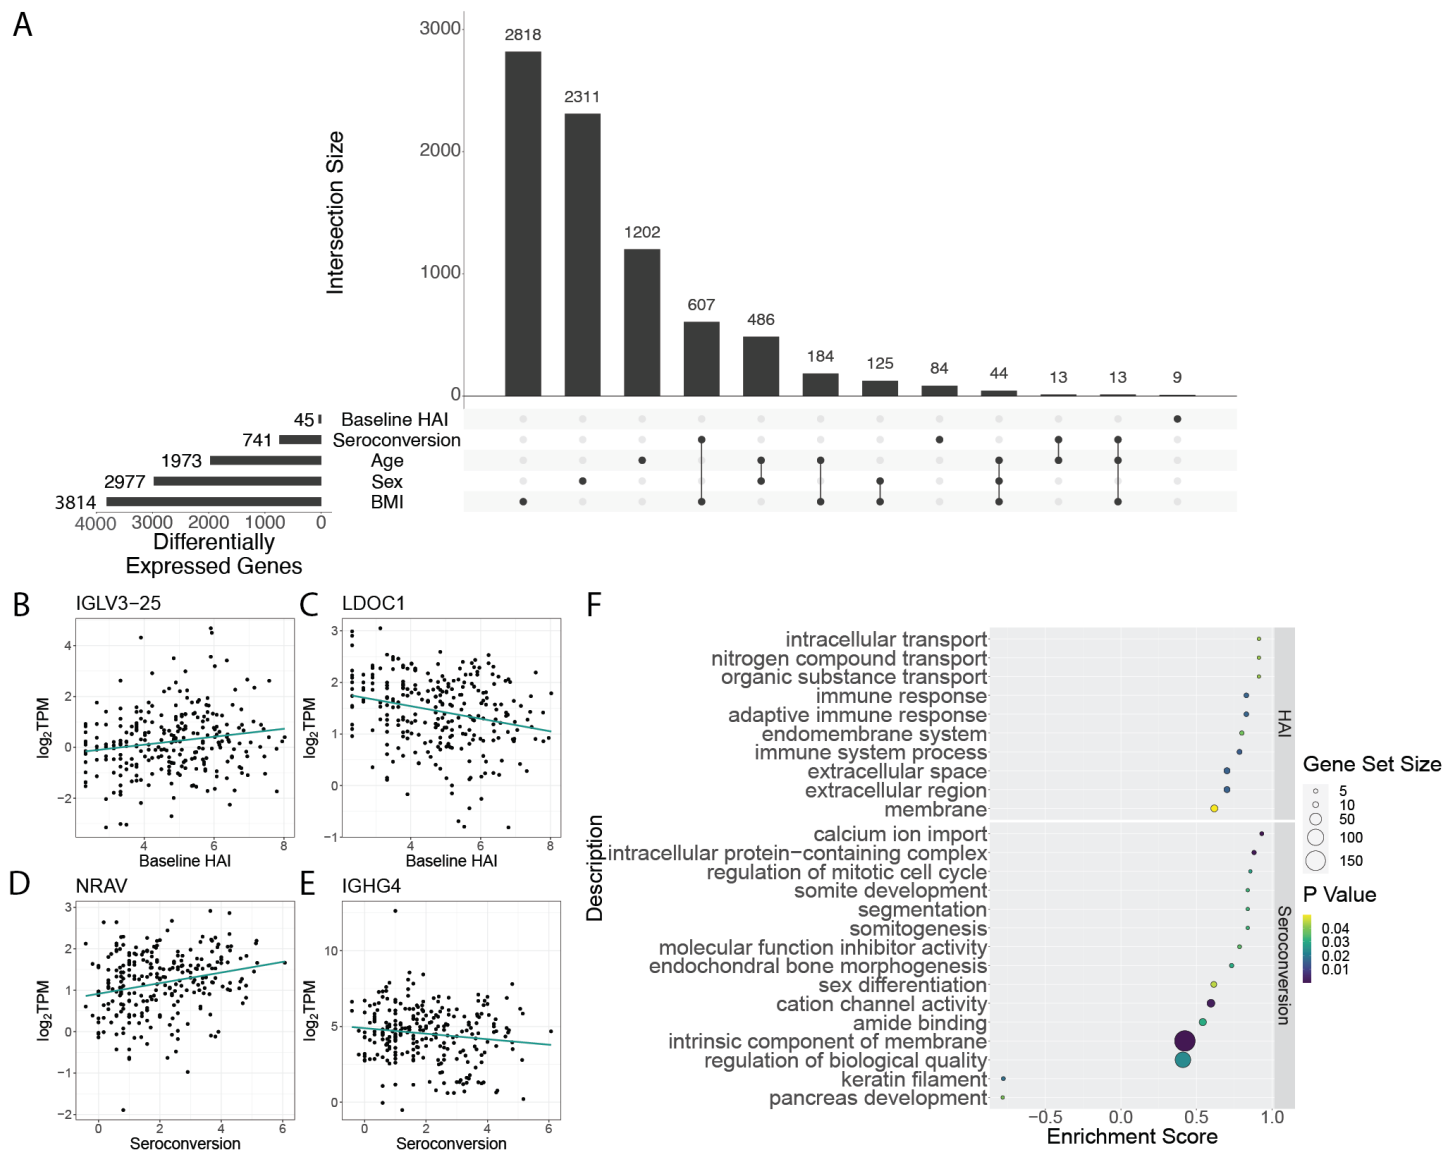 A
3000
2000
1000
0
Intersection Size
2818
2311
1202
607
486
184
125
84
44
13
13
9
45
741
1973
2977
3814
Baseline HAI
Seroconversion
Age
Sex
BMI
4000 3000 2000 1000 0
Differentially
Expressed Genes
B
IGLV3−25
log2TPM
4
2
0
−2
4 6 8
Baseline HAI
C
LDOC1
log2TPM
3
2
1
0
−1
4 6 8
Baseline HAI
D
NRAV
log2TPM
3
2
1
0
−1
−2
0 2 4 6
Seroconversion
E
IGHG4
log2TPM
10
5
0
0 2 4 6
Seroconversion
F
Description
intracellular transport
nitrogen compound transport
organic substance transport
immune response
adaptive immune response
endomembrane system
immune system process
extracellular space
extracellular region
membrane
HAI
calcium ion import
intracellular protein−containing complex
regulation of mitotic cell cycle
somite development
segmentation
somitogenesis
molecular function inhibitor activity
endochondral bone morphogenesis
sex differentiation
cation channel activity
amide binding
intrinsic component of membrane
regulation of biological quality
keratin filament
pancreas development
Seroconversion
−0.5 0.0 0.5 1.0
Enrichment Score
Gene Set Size
5
10
50
100
150
P Value
0.04
0.03
0.02
0.01